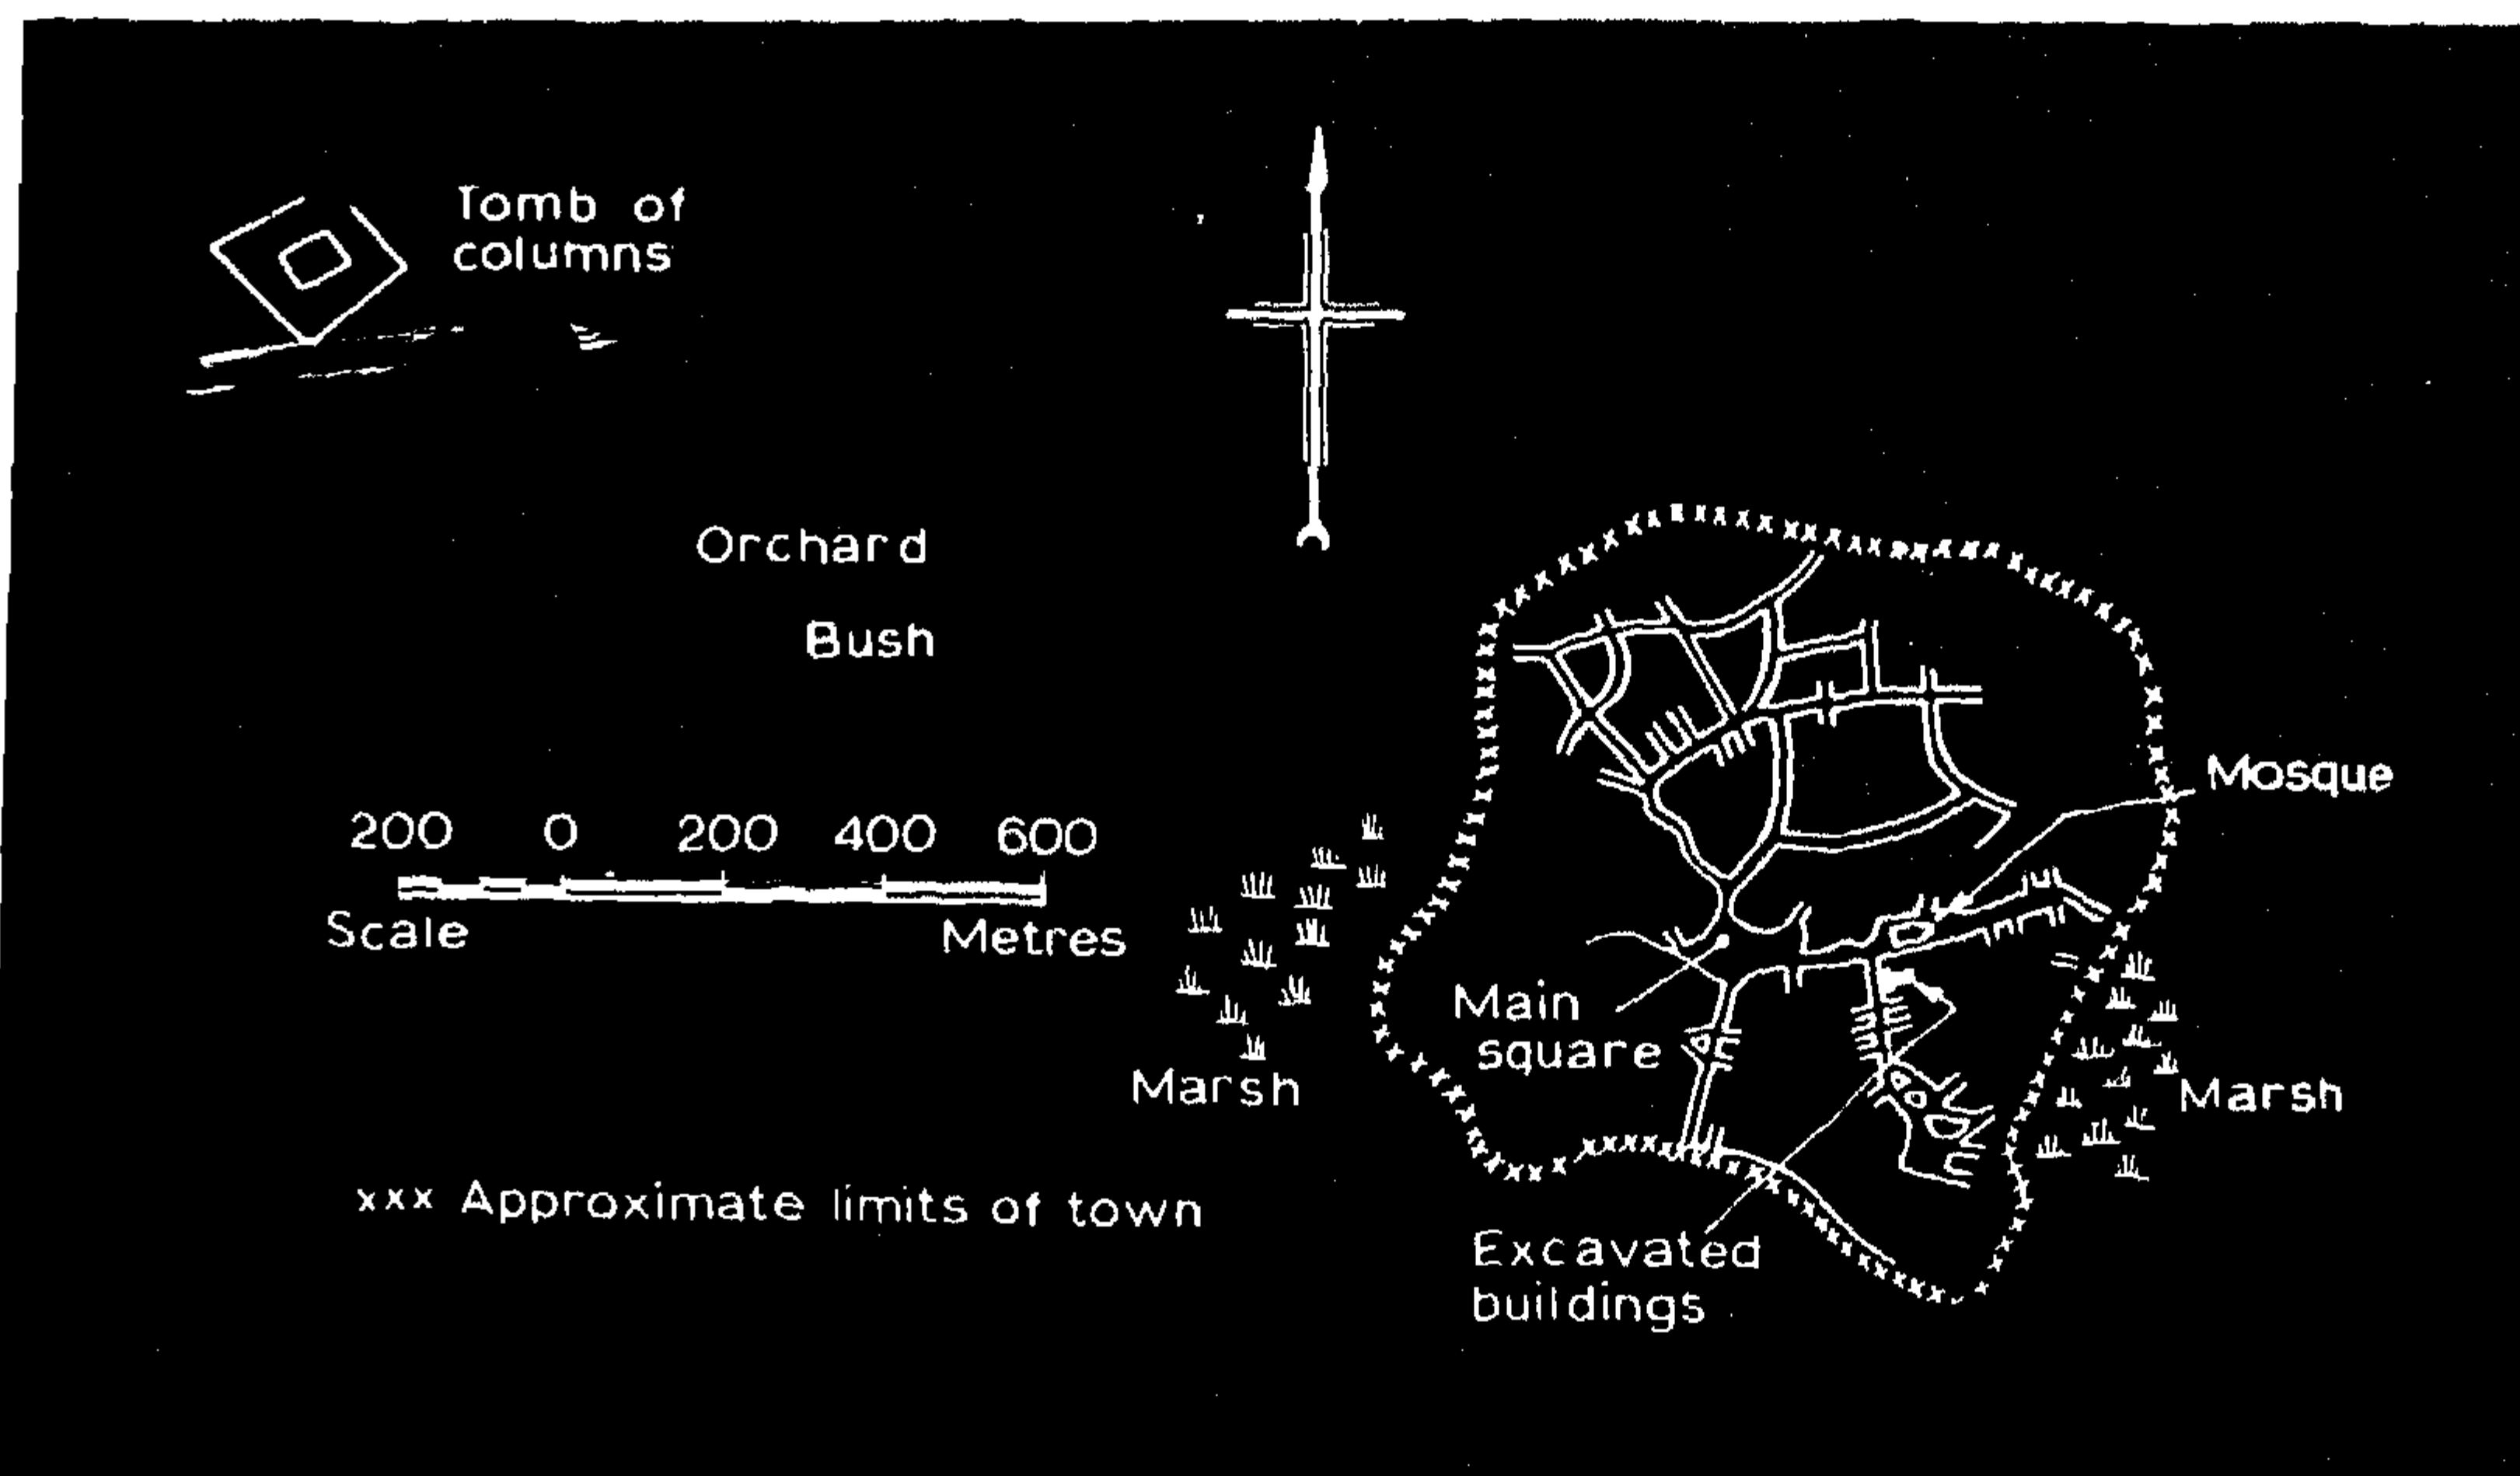 Tomb of
columns
Orchard
Bush
Mosque
200 0 200 400 600
Scale Metres
Main
square
Marsh
Marsh
xxx Approximate limits of town
Excavated
buildings